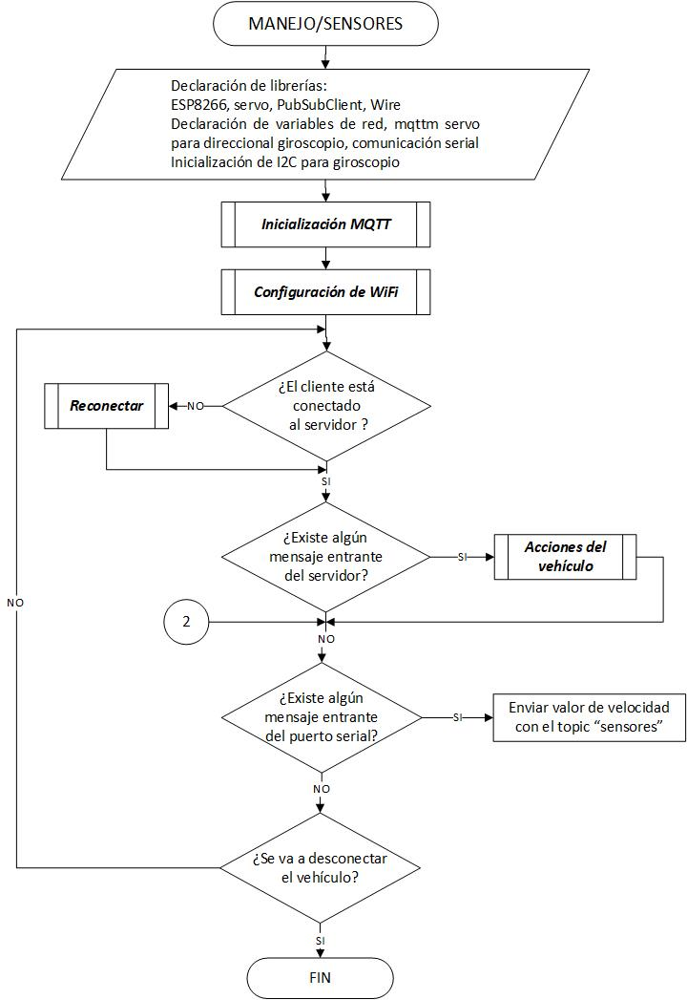 MANEJO/SENSORES
Declaración de librerías:
ESP8266, servo, PubSubClient, Wire
Declaración de variables de red, mqttm servo
para direccional giroscopio, comunicación serial
Inicialización de I2C para giroscopio
Inicialización MQTT
Configuración de WiFi
¿El cliente está
conectado
al servidor ?
NO
Reconectar
SI
¿Existe algún
mensaje entrante
del servidor?
SI
Acciones del
vehículo
NO
2
NO
¿Existe algún
mensaje entrante
del puerto serial?
SI
Enviar valor de velocidad
con el topic “sensores”
NO
¿Se va a desconectar
el vehículo?
SI
FIN